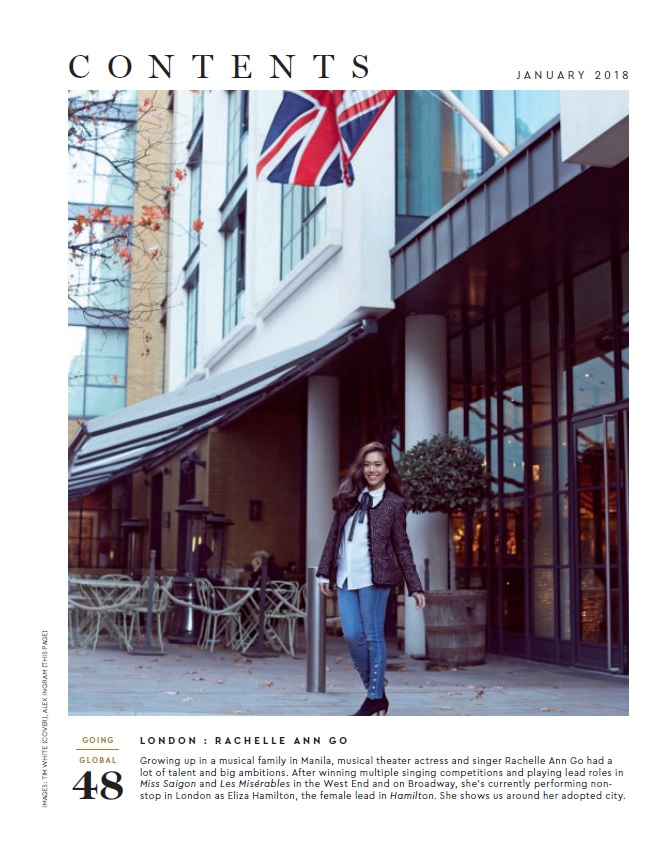 CONTENTS
JANUARY 2018
IMAGES: TIM WHITE (COVER), ALEX INGRAM (THIS PAGE)
GOING
GLOBAL
48
LONDON : RACHELLE ANN GO
Growing up in a musical family in Manila, musical theater actress and singer Rachelle Ann Go had a
lot of talent and big ambitions. After winning multiple singing competitions and playing lead roles in
Miss Saigon and Les Misérables in the West End and on Broadway, she's currently performing non-
stop in London as Eliza Hamilton, the female lead in Hamilton. She shows us around her adopted city.